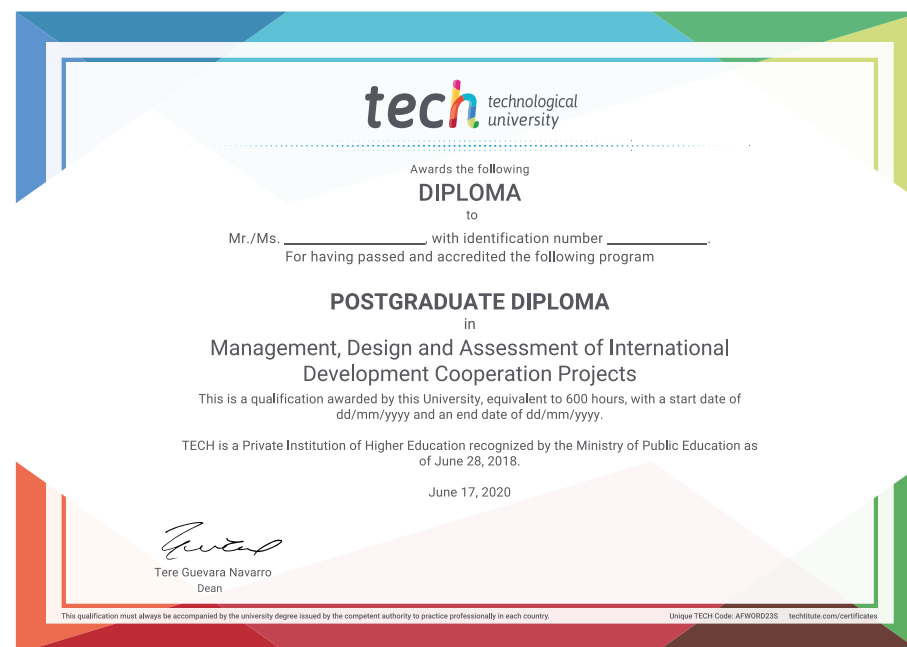 tech technological
university
Awards the following
DIPLOMA
to
Mr./Ms. ____________________, with identification number ______________.
For having passed and accredited the following program
POSTGRADUATE DIPLOMA
in
Management, Design and Assessment of International
Development Cooperation Projects
This is a qualification awarded by this University, equivalent to 600 hours, with a start date of
dd/mm/yyyy and an end date of dd/mm/yyyy.
TECH is a Private Institution of Higher Education recognized by the Ministry of Public Education as
of June 28, 2018.
June 17, 2020
Tere Guevara Navarro
Dean
This qualification must always be accompanied by the university degree issued by the competent authority to practice professionally in each country. Unique TECH Code: AFWORD23S techtitute.com/certificates